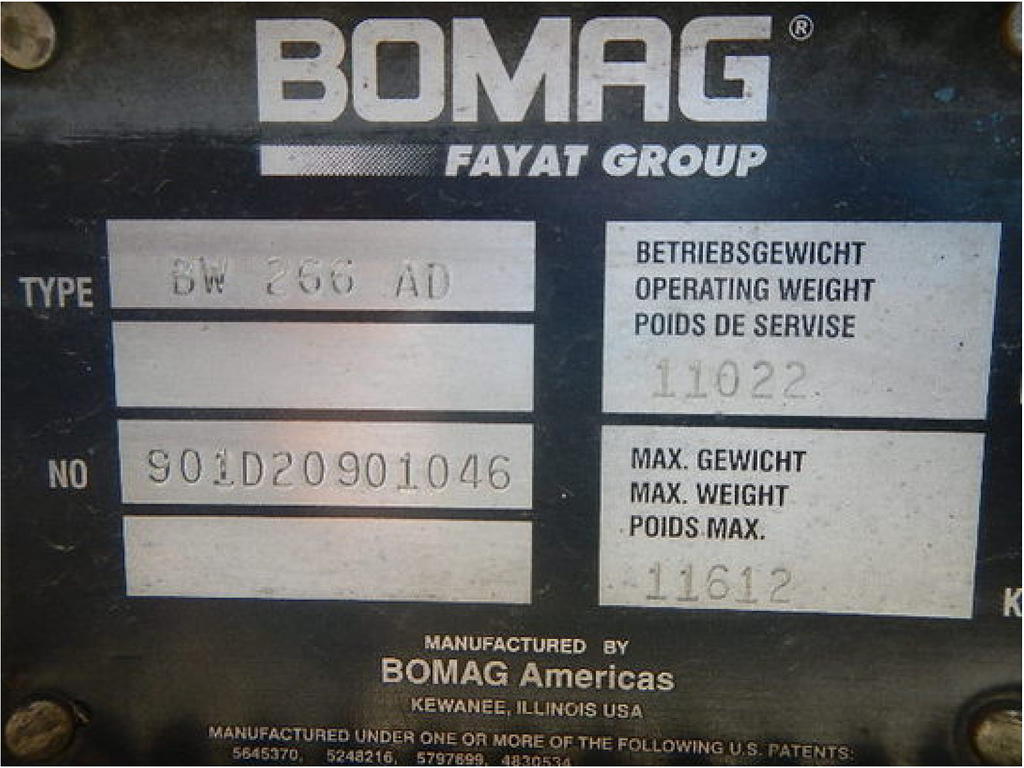 BOMAG®
FAYAT GROUP
TYPE BW 266 AD
NO 901D20901046
BETRIEBSGEWICHT
OPERATING WEIGHT
POIDS DE SERVISE
11022
MAX. GEWICHT
MAX. WEIGHT
POIDS MAX.
11612
K
MANUFACTURED BY
BOMAG Americas
KEWANEE, ILLINOIS USA
MANUFACTURED UNDER ONE OR MORE OF THE FOLLOWING U.S. PATENTS:
5645370, 5248216, 5797699, 4830534